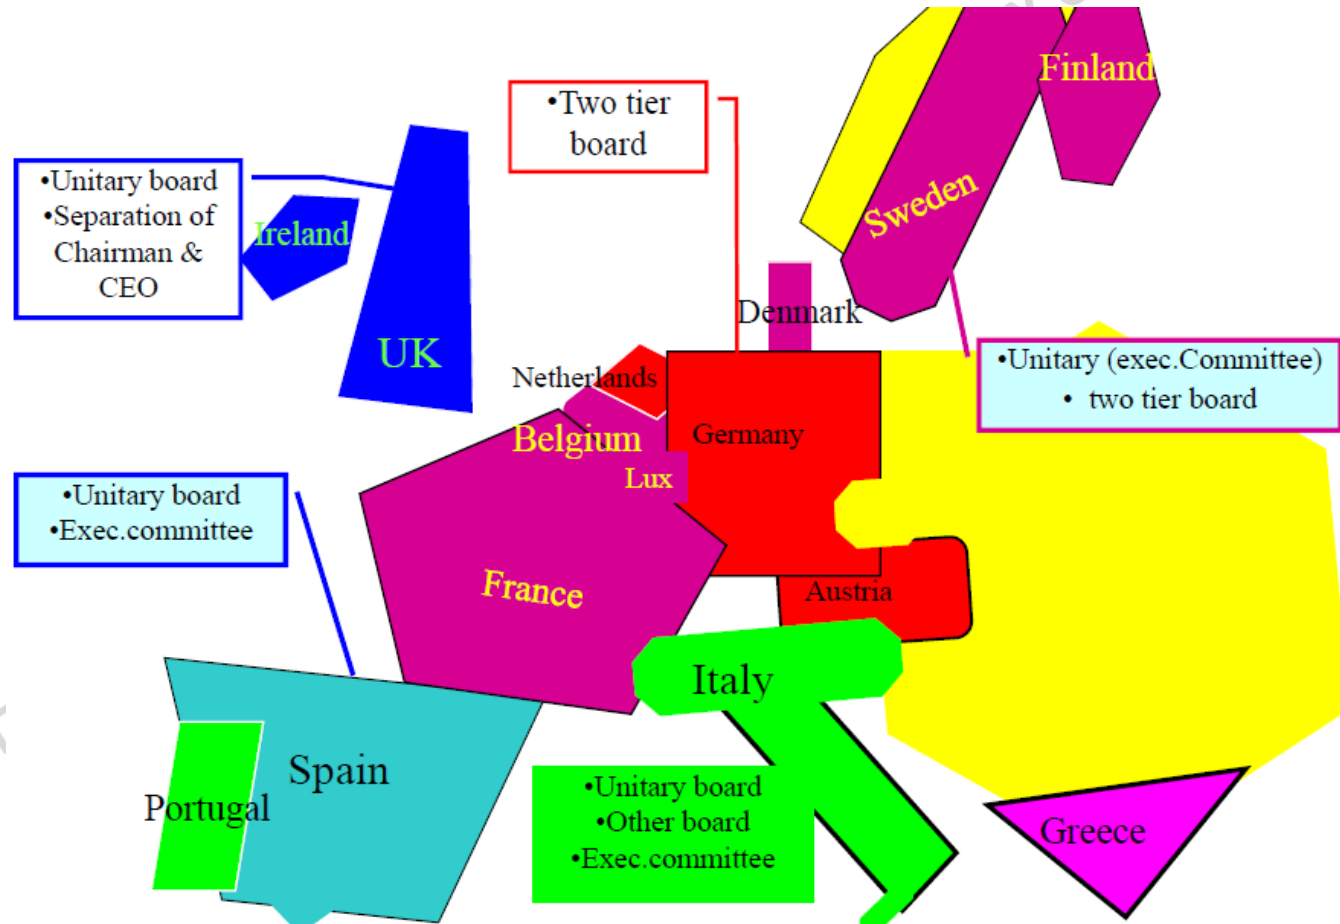 Finland
•Two tier
board
•Unitary board
•Separation of
Chairman &
CEO
Ireland
Sweden
Denmark
UK
•Unitary (exec.Committee)
• two tier board
Netherlands
Belgium
Germany
Lux
•Unitary board
•Exec.committee
France
Austria
Italy
Spain
Portugal
•Unitary board
•Other board
•Exec.committee
Greece